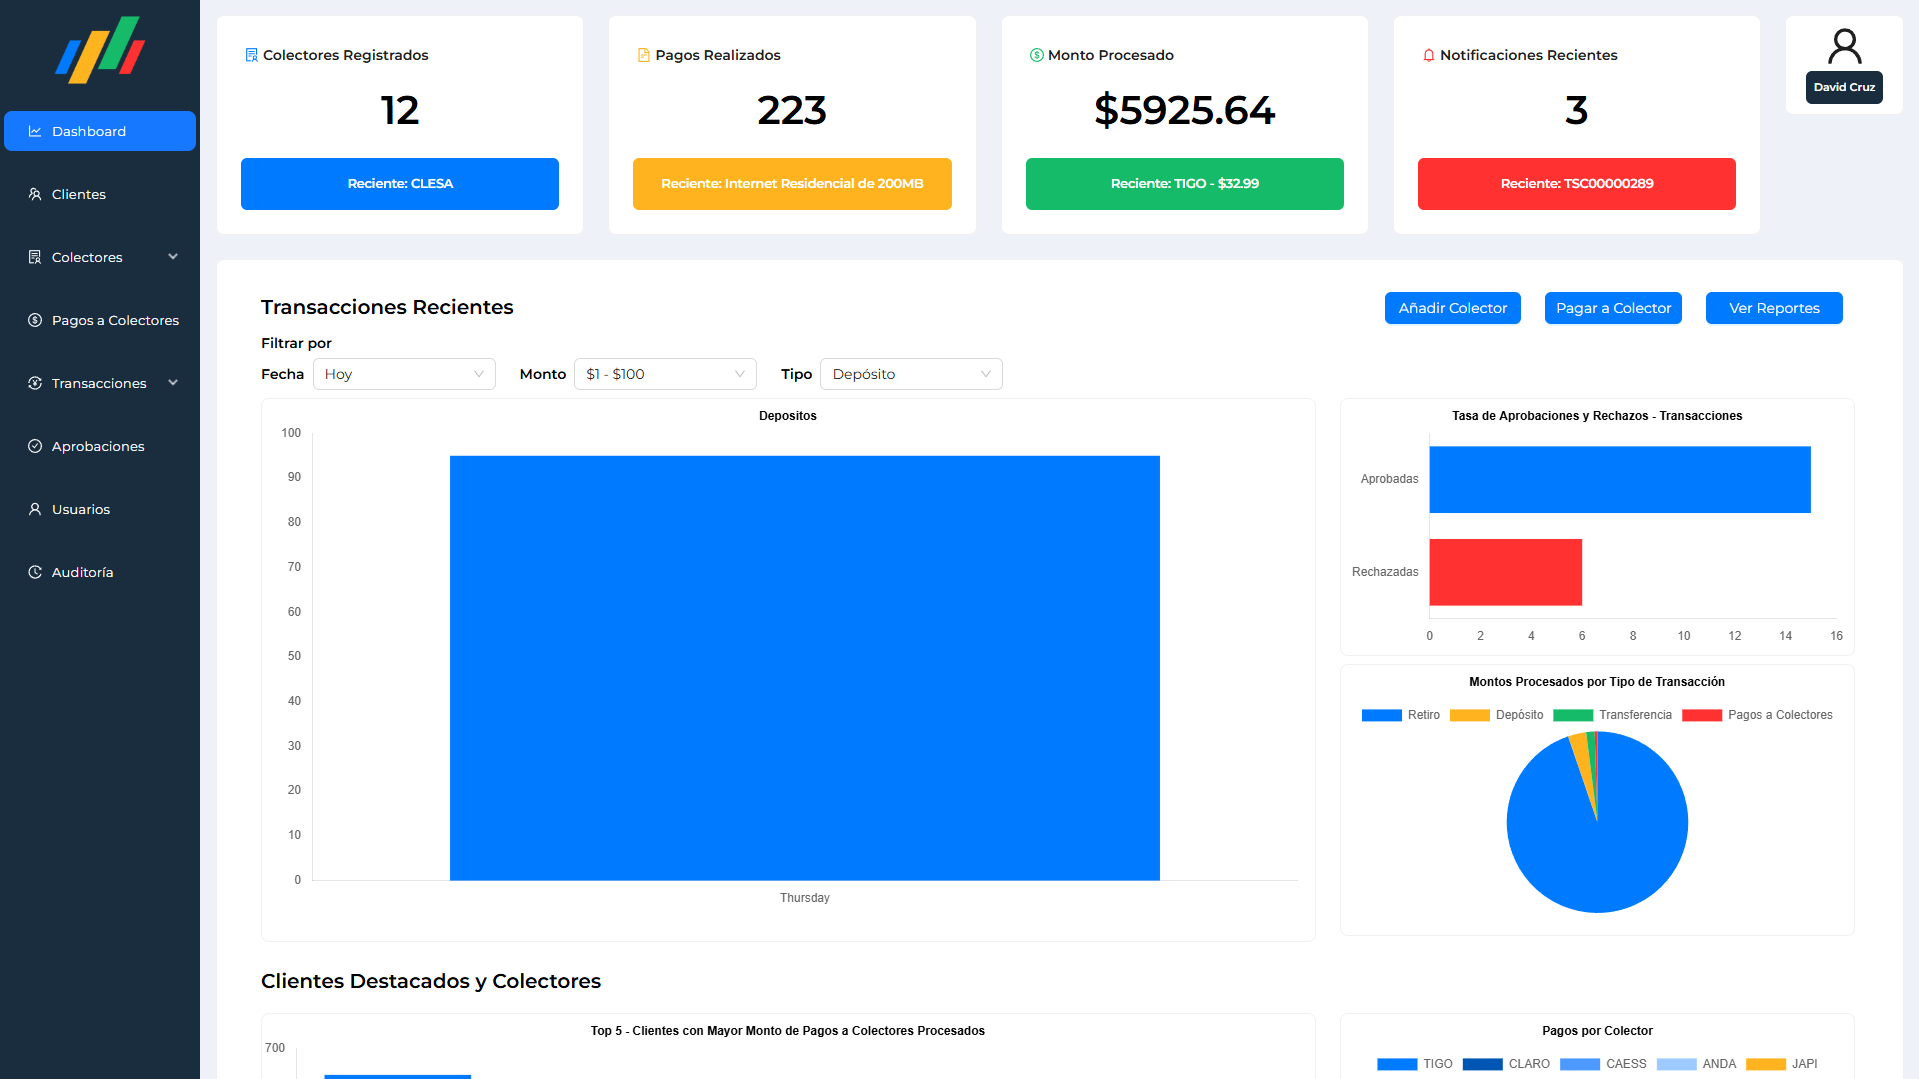 Dashboard
Clientes
Colectores
Pagos a Colectores
Transacciones
Aprobaciones
Usuarios
Auditoría
Colectores Registrados
12
Reciente: CLESA
Pagos Realizados
223
Reciente: Internet Residencial de 200MB
Monto Procesado
$5925.64
Reciente: TIGO - $32.99
Notificaciones Recientes
3
Reciente: TSC00000289
David Cruz
Transacciones Recientes
Añadir Colector
Pagar a Colector
Ver Reportes
Filtrar por
Fecha
Hoy
Monto
$1 - $100
Tipo
Depósito
Depositos
100
90
80
70
60
50
40
30
20
10
0
Thursday
Tasa de Aprobaciones y Rechazos - Transacciones
Aprobadas
Rechazadas
0 2 4 6 8 10 12 14 16
Montos Procesados por Tipo de Transacción
Retiro Depósito Transferencia Pagos a Colectores
Clientes Destacados y Colectores
Top 5 - Clientes con Mayor Monto de Pagos a Colectores Procesados
700
Pagos por Colector
TIGO CLARO CAESS ANDA JAPI